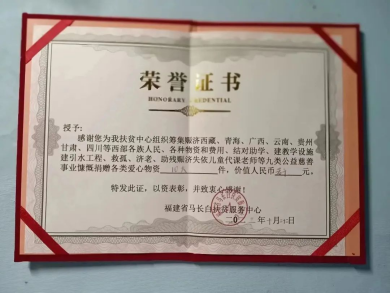 荣誉证书
HONORARY CREDENTIAL
授予:
感谢您为我扶贫中心组织筹集赈济西藏、青海、广西、云南、贵州
甘肃、四川等西部各族人民、各种物资和费用、结对助学、建教学设施
建引水工程、救孤、济老、助残赈济失依儿童代课老师等九类公益慈善
事业慷慨捐赠各类爱心物资 件,价值人民币 元。
特发此证,以资表彰,并致衷心感谢!
福建省马长白扶贫服务中心
二〇二 年 月 日